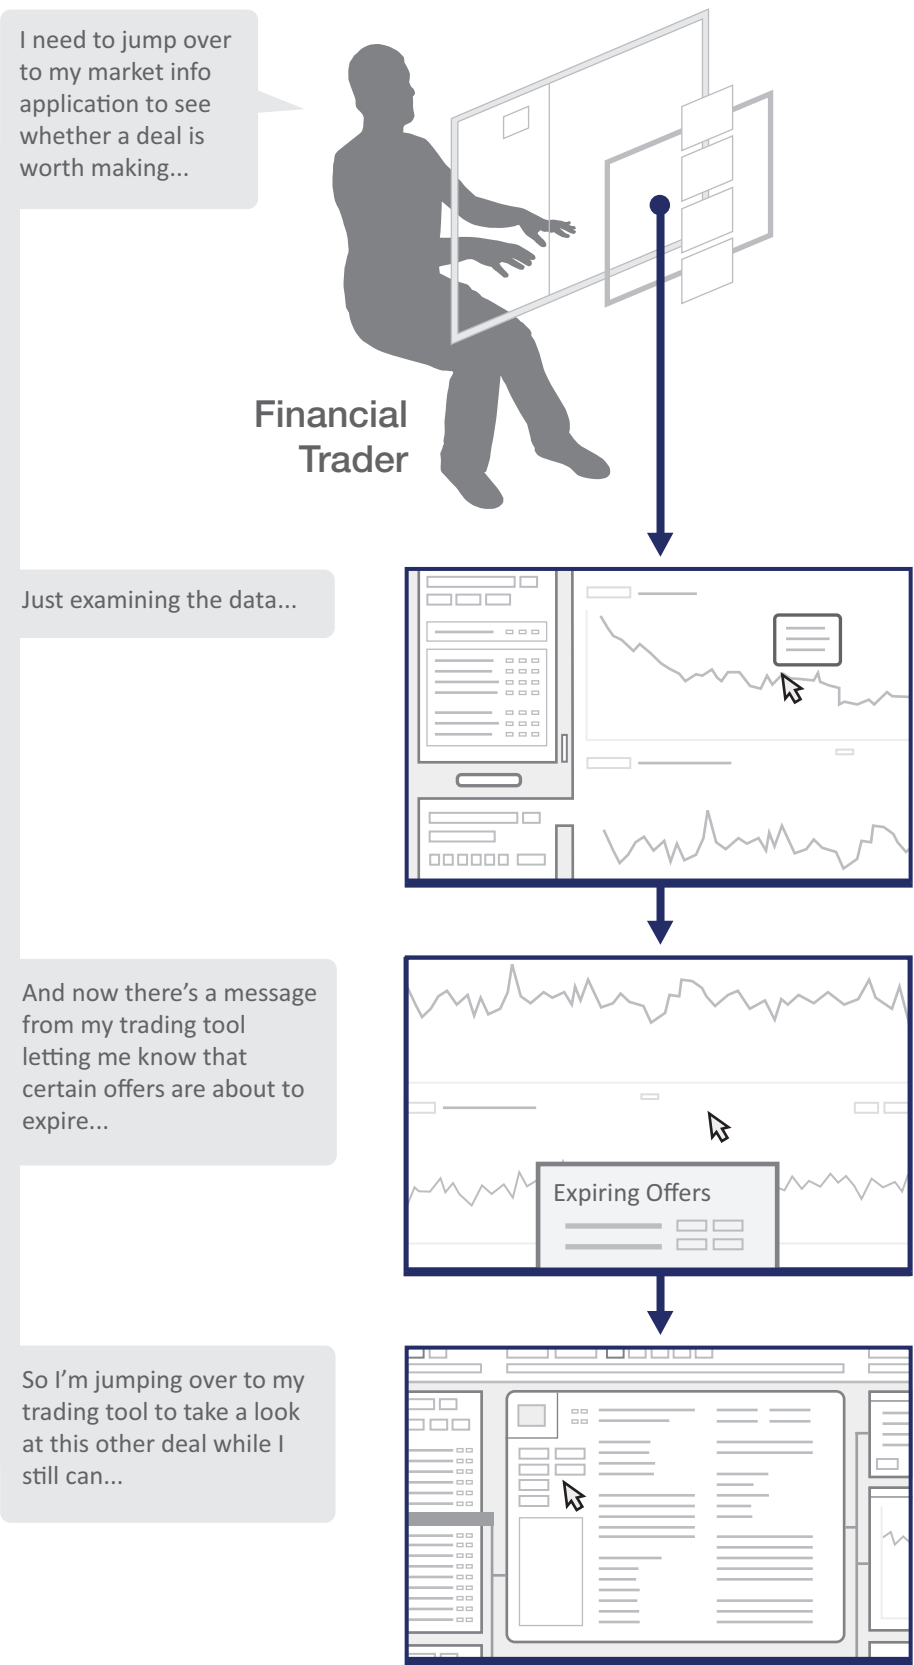 I need to jump over
to my market info
application to see
whether a deal is
worth making...
Financial
Trader
Just examining the data...
And now there’s a message
from my trading tool
letting me know that
certain offers are about to
expire...
Expiring Offers
So I’m jumping over to my
trading tool to take a look
at this other deal while I
still can...